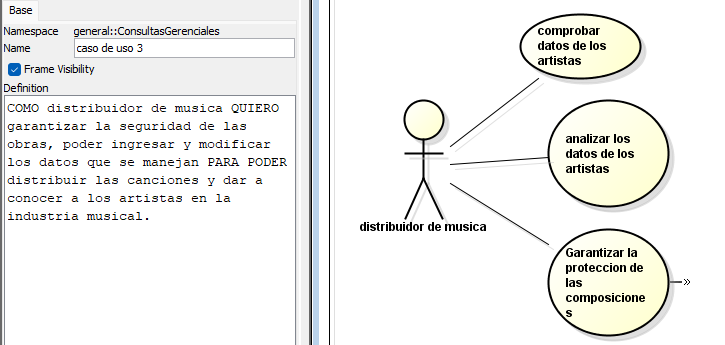 Base
Namespace general::ConsultasGerenciales
Name caso de uso 3
Frame Visibility
Definition
COMO distribuidor de musica QUIERO
garantizar la seguridad de las
obras, poder ingresar y modificar
los datos que se manejan PARA PODER
distribuir las canciones y dar a
conocer a los artistas en la
industria musical.
comprobar
datos de los
artistas
analizar los
datos de los
artistas
distribuidor de musica
Garantizar la
proteccion de
las
composicione
s
»